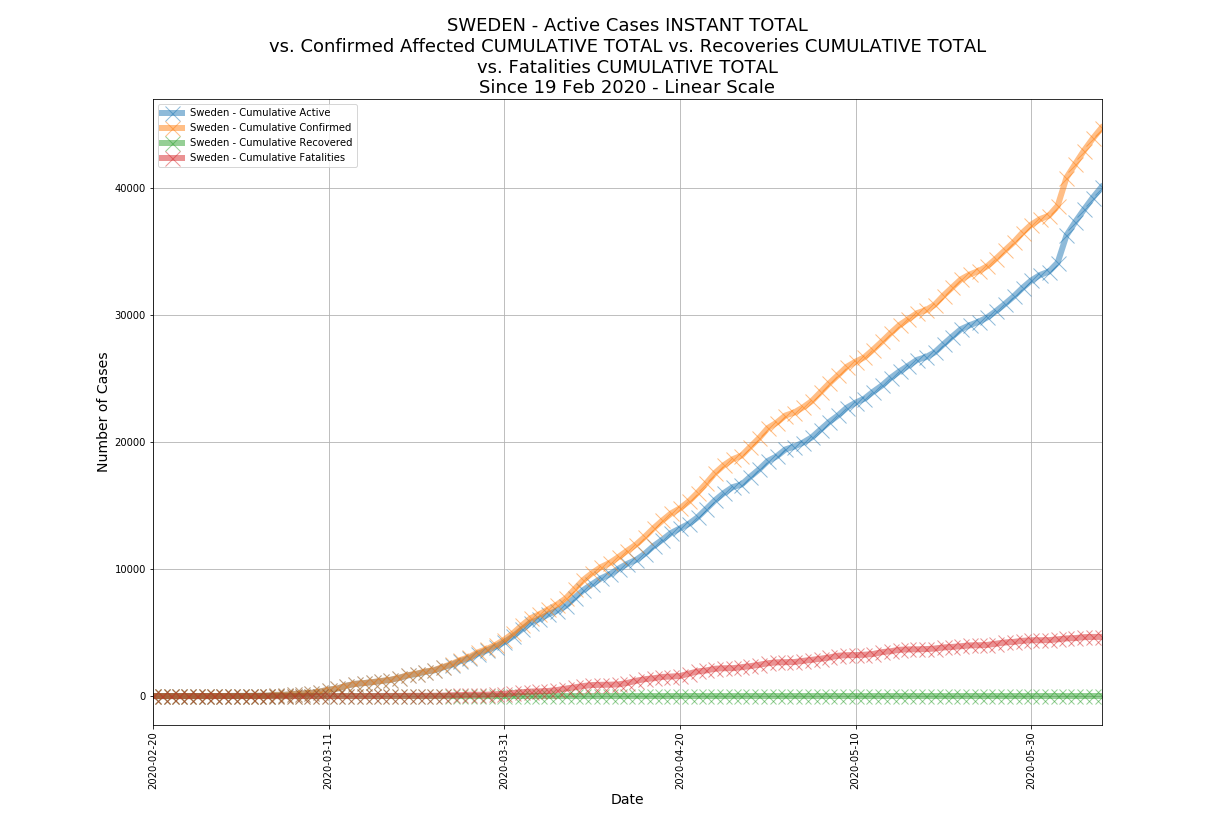 SWEDEN - Active Cases INSTANT TOTAL
vs. Confirmed Affected CUMULATIVE TOTAL vs. Recoveries CUMULATIVE TOTAL
vs. Fatalities CUMULATIVE TOTAL
Since 19 Feb 2020 - Linear Scale
Sweden - Cumulative Active
Sweden - Cumulative Confirmed
Sweden - Cumulative Recovered
Sweden - Cumulative Fatalities
Number of Cases
40000
30000
20000
10000
0
2020-02-20
2020-03-11
2020-03-31
2020-04-20
2020-05-10
2020-05-30
Date